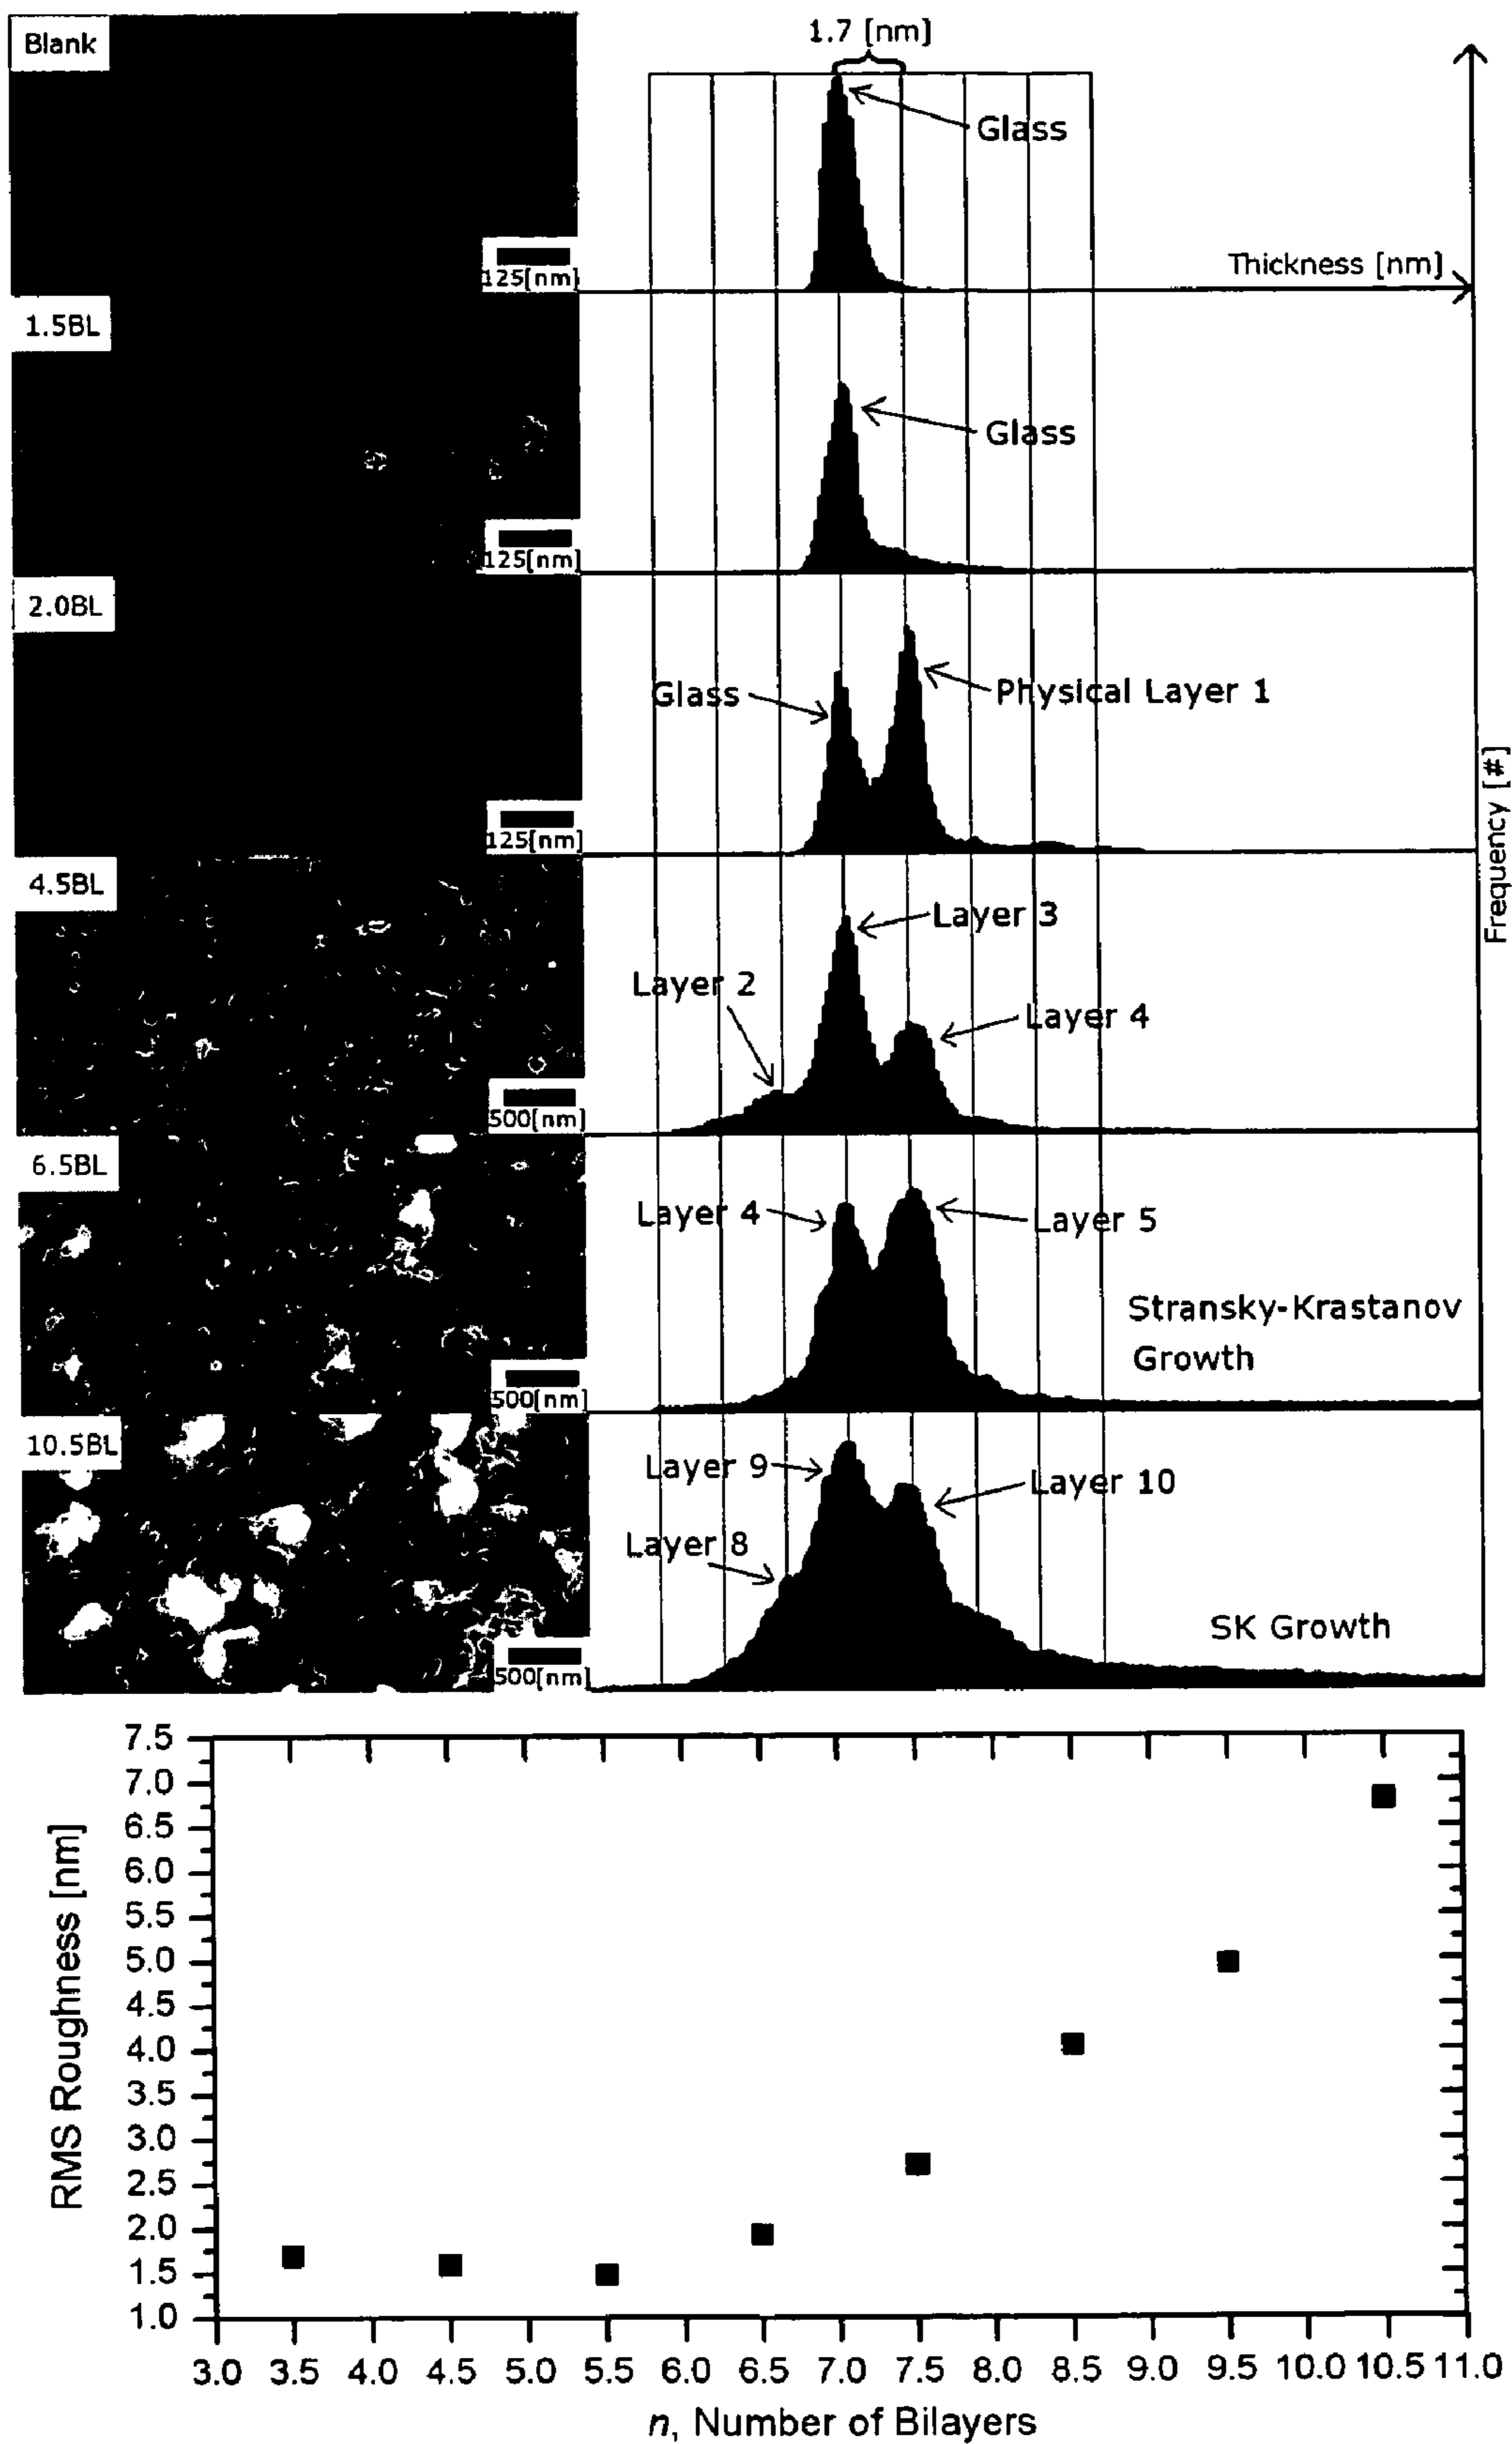 1.7 [nm]
Blank
Glass
Thickness [nm]
125[nm]
1.5BL
Glass
125[nm]
2.0BL
Glass
Physical Layer 1
125[nm]
Frequency [#]
4.5BL
Layer 3
Layer 2
Layer 4
500[nm]
6.5BL
Layer 4
Layer 5
Stransky-Krastanov
Growth
500[nm]
10.5BL
Layer 9
Layer 10
Layer 8
SK Growth
500[nm]
7.5
7.0
6.5
6.0
5.5
5.0
4.5
4.0
3.5
3.0
2.5
2.0
1.5
1.0
RMS Roughness [nm]
3.0 3.5 4.0 4.5 5.0 5.5 6.0 6.5 7.0 7.5 8.0 8.5 9.0 9.5 10.0 10.5 11.0
n, Number of Bilayers